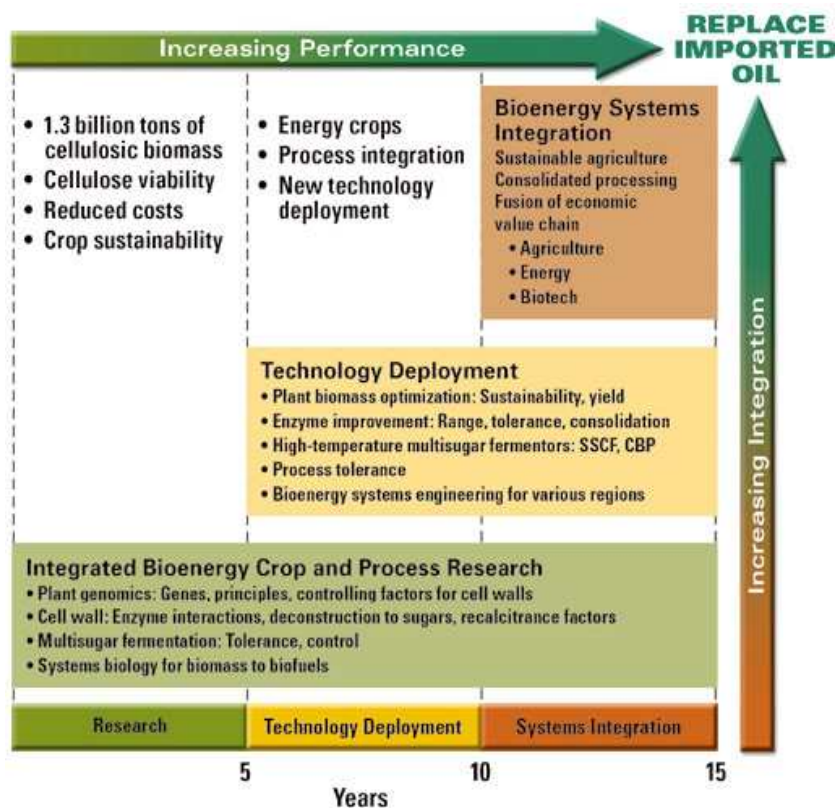 Increasing Performance
REPLACE
IMPORTED
OIL
• 1.3 billion tons of
cellulosic biomass
• Cellulose viability
• Reduced costs
• Crop sustainability
• Energy crops
• Process integration
• New technology
deployment
Bioenergy Systems
Integration
Sustainable agriculture
Consolidated processing
Fusion of economic
value chain
• Agriculture
• Energy
• Biotech
Technology Deployment
• Plant biomass optimization: Sustainability, yield
• Enzyme improvement: Range, tolerance, consolidation
• High-temperature multisugar fermentors: SSCF, CBP
• Process tolerance
• Bioenergy systems engineering for various regions
Increasing Integration
Integrated Bioenergy Crop and Process Research
• Plant genomics: Genes, principles, controlling factors for cell walls
• Cell wall: Enzyme interactions, deconstruction to sugars, recalcitrance factors
• Multisugar fermentation: Tolerance, control
• Systems biology for biomass to biofuels
Research
Technology Deployment
Systems Integration
5
10
15
Years